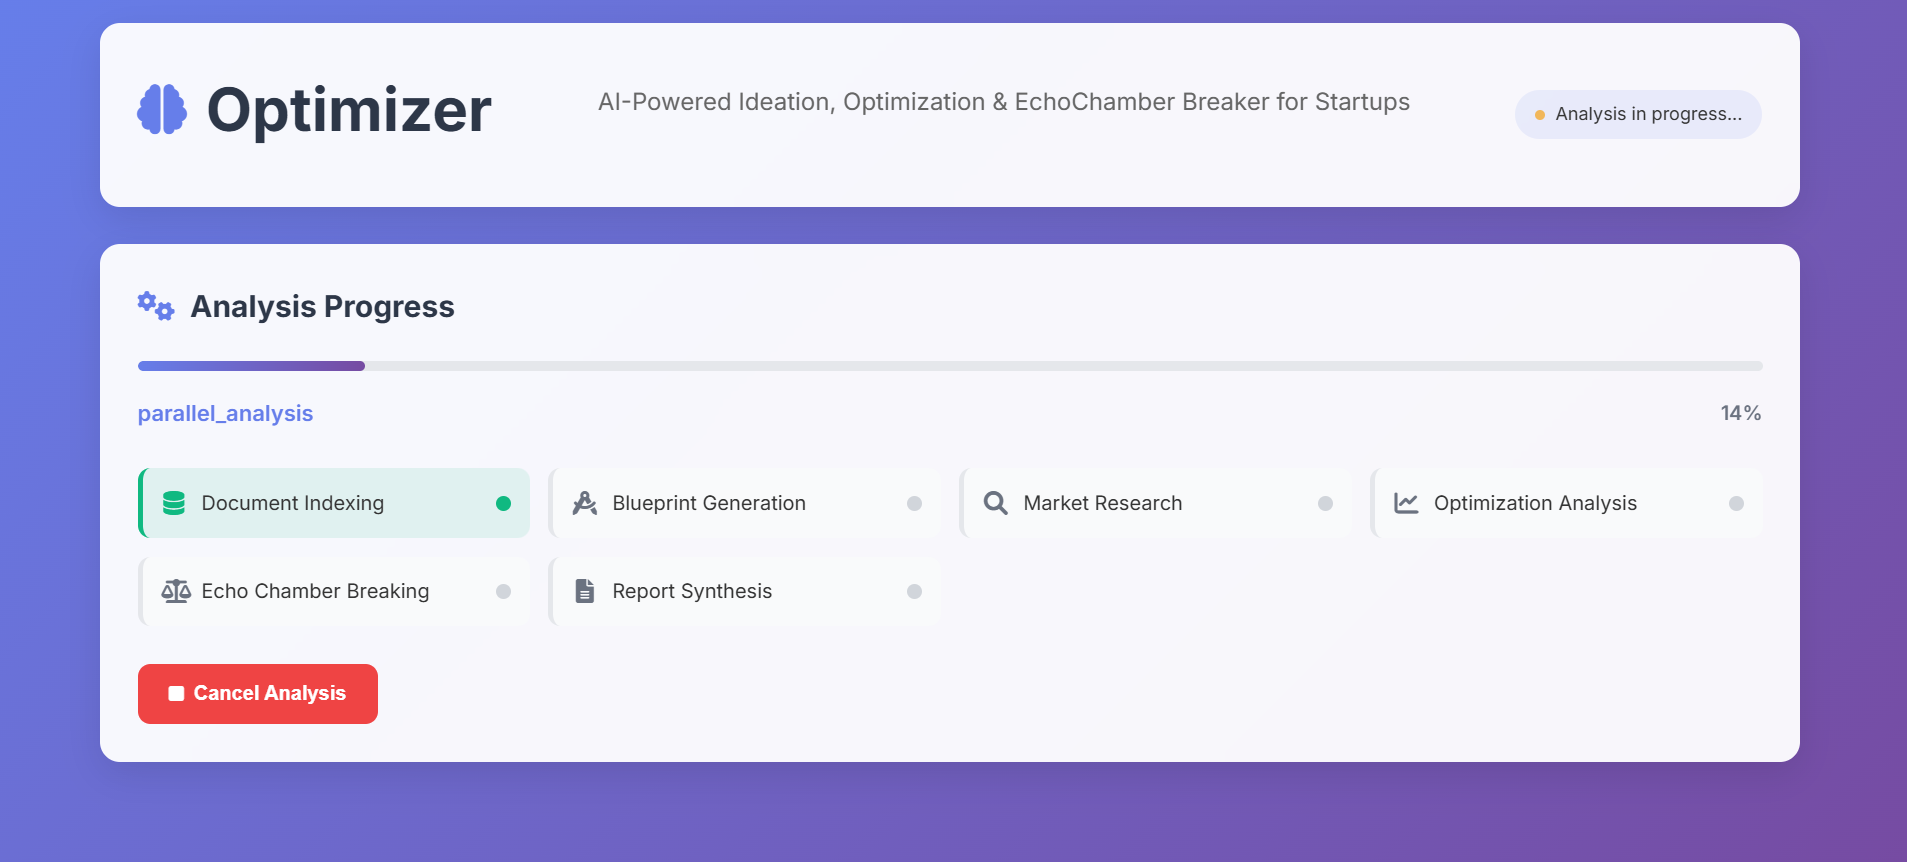 Optimizer
AI-Powered Ideation, Optimization & EchoChamber Breaker for Startups
Analysis in progress...
Analysis Progress
parallel_analysis
14%
Document Indexing
Blueprint Generation
Market Research
Optimization Analysis
Echo Chamber Breaking
Report Synthesis
Cancel Analysis